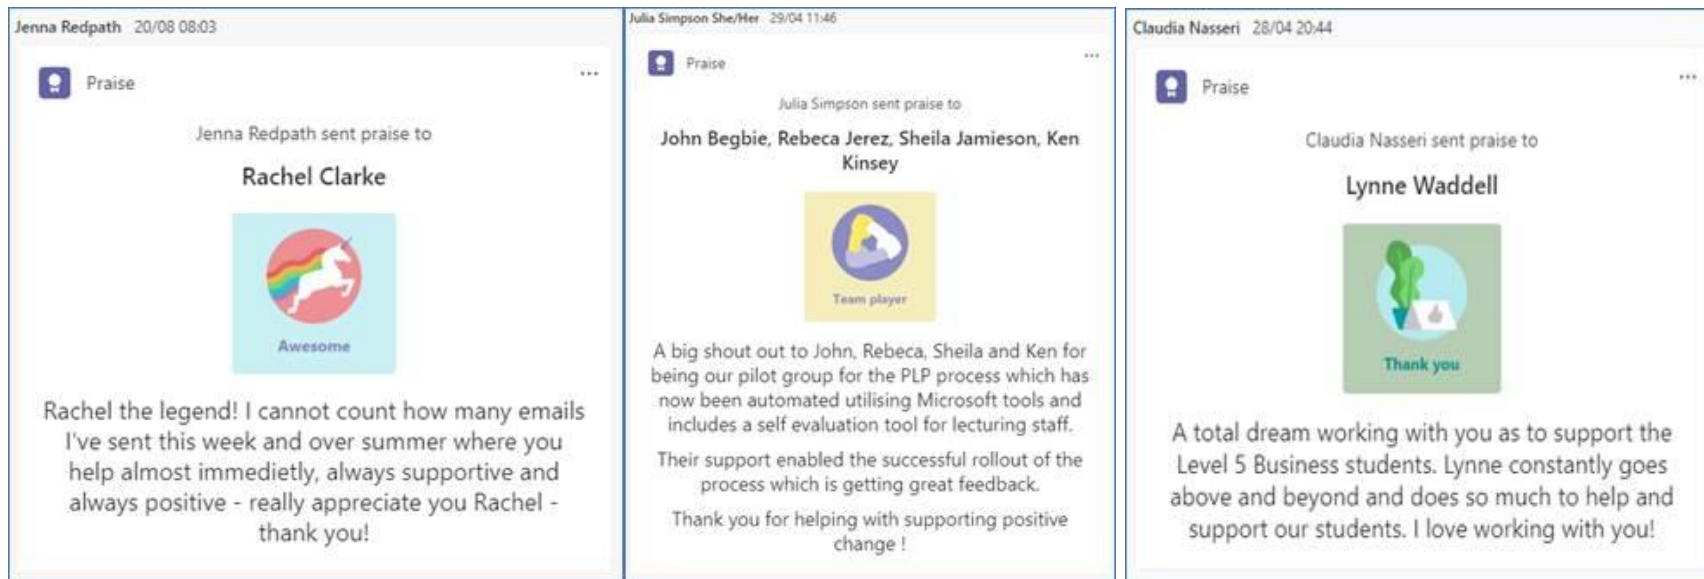 Jenna Redpath 20/08 08:03
Praise
...
Jenna Redpath sent praise to
Rachel Clarke
Awesome
Rachel the legend! I cannot count how many emails
I've sent this week and over summer where you
help almost immedietly, always supportive and
always positive - really appreciate you Rachel -
thank you!
Julia Simpson She/Her 29/04 11:46
Praise
...
Julia Simpson sent praise to
John Begbie, Rebeca Jerez, Sheila Jamieson, Ken
Kinsey
Team player
A big shout out to John, Rebeca, Sheila and Ken for
being our pilot group for the PLP process which has
now been automated utilising Microsoft tools and
includes a self evaluation tool for lecturing staff.
Their support enabled the successful rollout of the
process which is getting great feedback.
Thank you for helping with supporting positive
change !
Claudia Nasseri 28/04 20:44
Praise
...
Claudia Nasseri sent praise to
Lynne Waddell
Thank you
A total dream working with you as to support the
Level 5 Business students. Lynne constantly goes
above and beyond and does so much to help and
support our students. I love working with you!